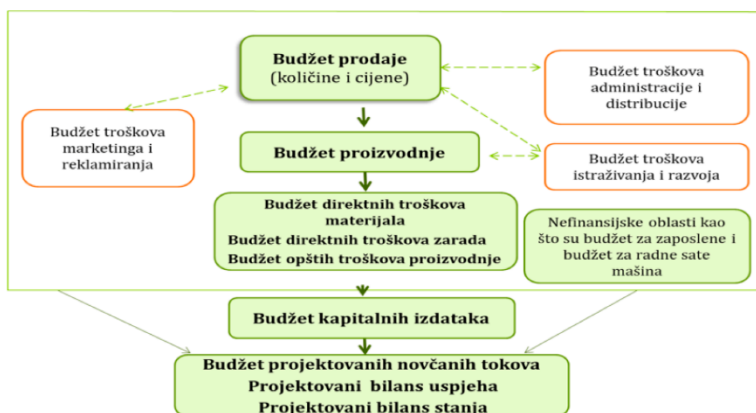 Budžet prodaje
(količine i cijene)
Budžet troškova
administracije i
distribucije
Budžet troškova
marketinga i
reklamiranja
Budžet proizvodnje
Budžet troškova
istraživanja i razvoja
Budžet direktnih troškova
materijala
Budžet direktnih troškova zarada
Budžet opštih troškova proizvodnje
Nefinansijske oblasti kao
što su budžet za zaposlene i
budžet za radne sate
mašina
Budžet kapitalnih izdataka
Budžet projektovanih novčanih tokova
Projektovani bilans uspjeha
Projektovani bilans stanja